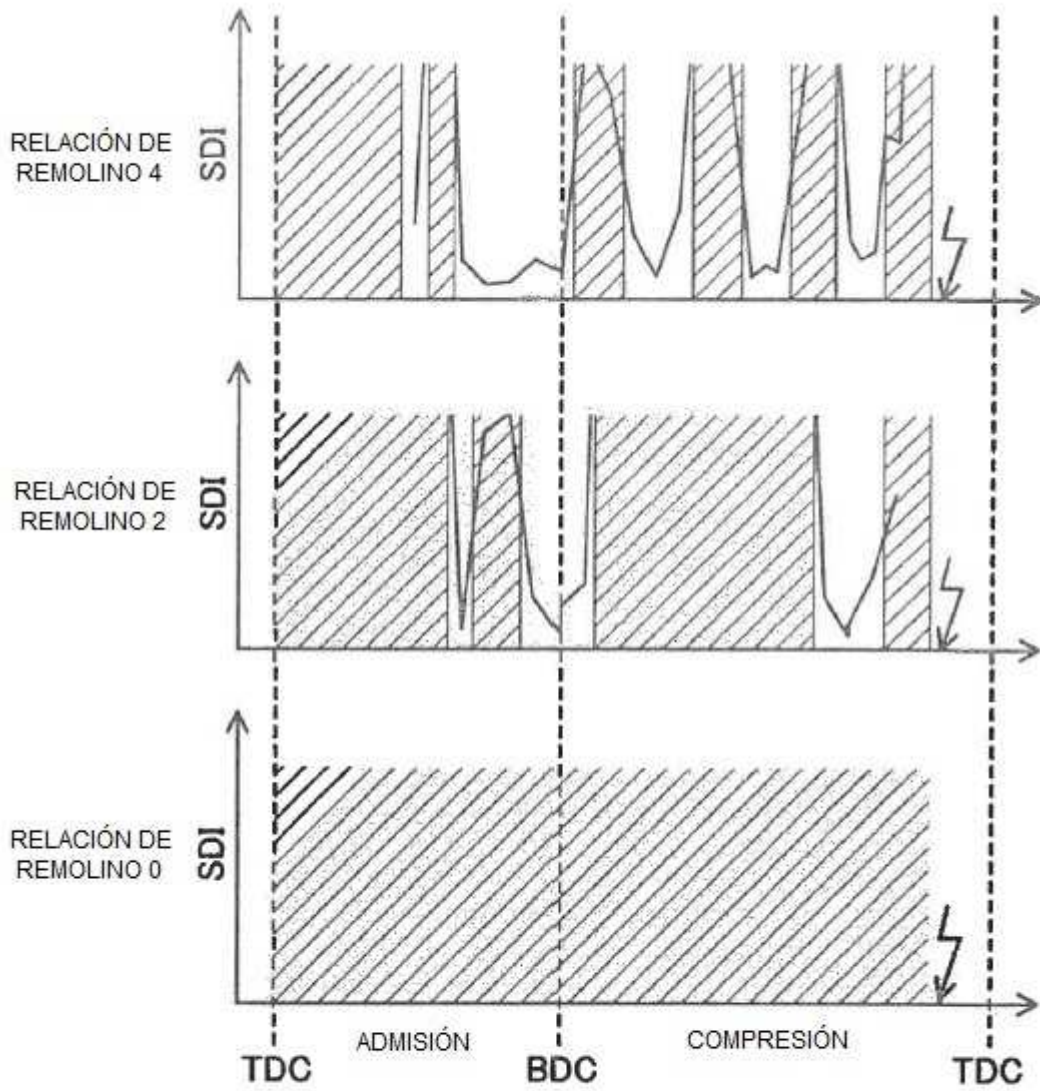 RELACIÓN DE
REMOLINO 4
SDI
RELACIÓN DE
REMOLINO 2
SDI
RELACIÓN DE
REMOLINO 0
SDI
ADMISIÓN
COMPRESIÓN
TDC
BDC
TDC